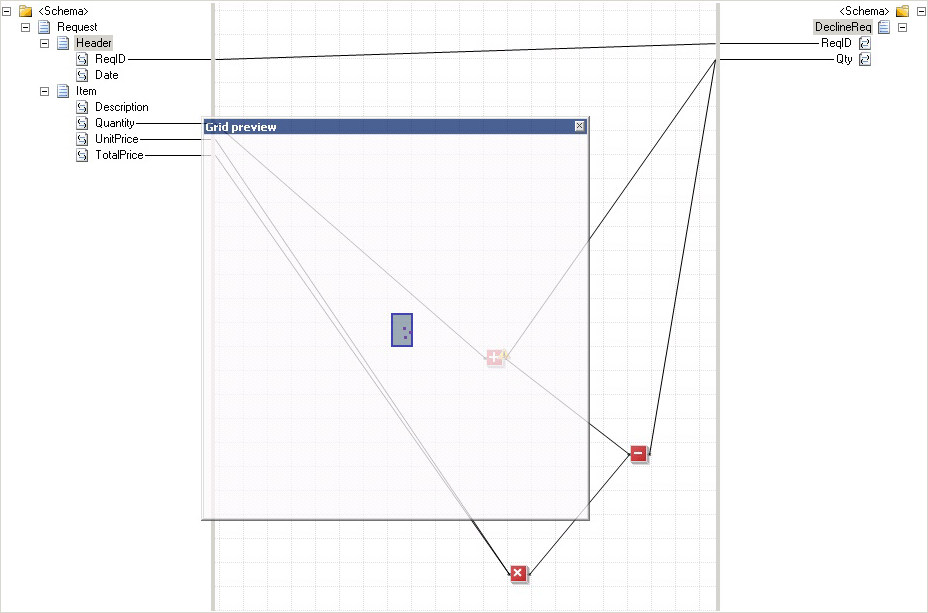 <Schema>
Request
Header
ReqID
Date
Item
Description
Quantity
UnitPrice
TotalPrice
Grid preview
<Schema>
DeclineReq
ReqID
Qty